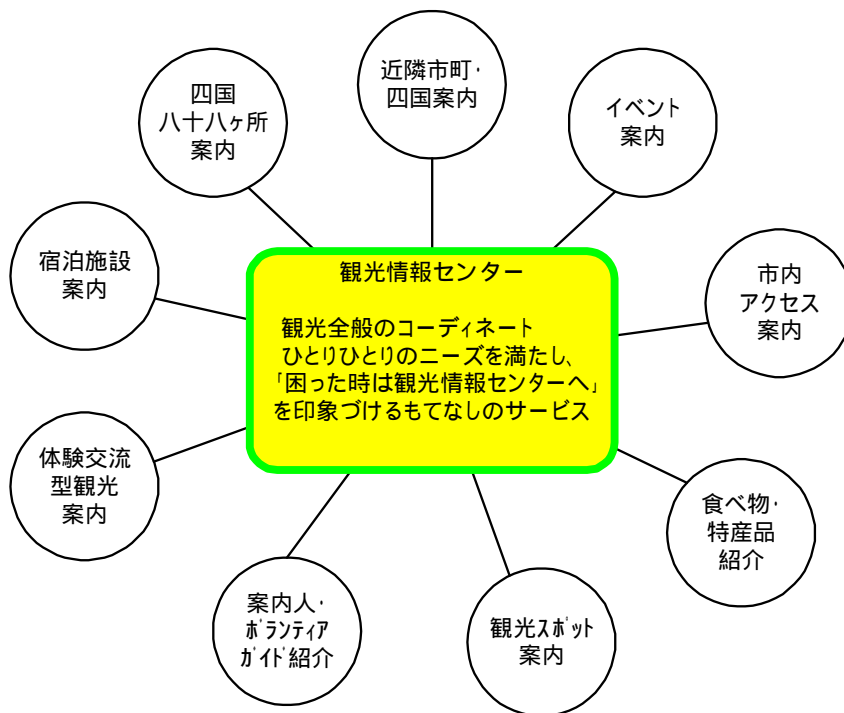 近隣市町・
四国案内
四国
八十八ヶ所
案内
イベント
案内
宿泊施設
案内
市内
アクセス
案内
観光情報センター
観光全般のコーディネート
ひとりひとりのニーズを満たし、
「困った時は観光情報センターへ」
を印象づけるもてなしのサービス
体験交流
型観光
案内
食べ物・
特産品
紹介
案内人・
ﾎﾞﾗﾝﾃｨｱ
ｶﾞｲﾄﾞ紹介
観光ｽﾎﾟｯﾄ
案内